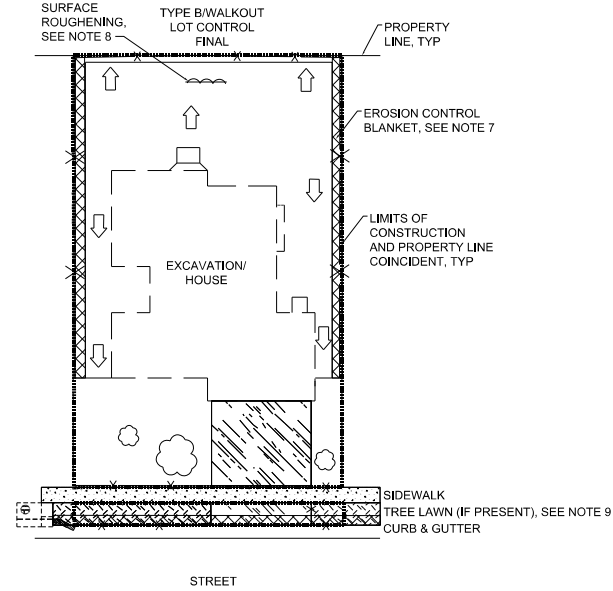 SURFACE
ROUGHENING,
SEE NOTE 8
TYPE B/WALKOUT
LOT CONTROL
FINAL
PROPERTY
LINE, TYP
EROSION CONTROL
BLANKET, SEE NOTE 7
LIMITS OF
CONSTRUCTION
AND PROPERTY LINE
COINCIDENT, TYP
EXCAVATION/
HOUSE
SIDEWALK
TREE LAWN (IF PRESENT), SEE NOTE 9
CURB & GUTTER
STREET